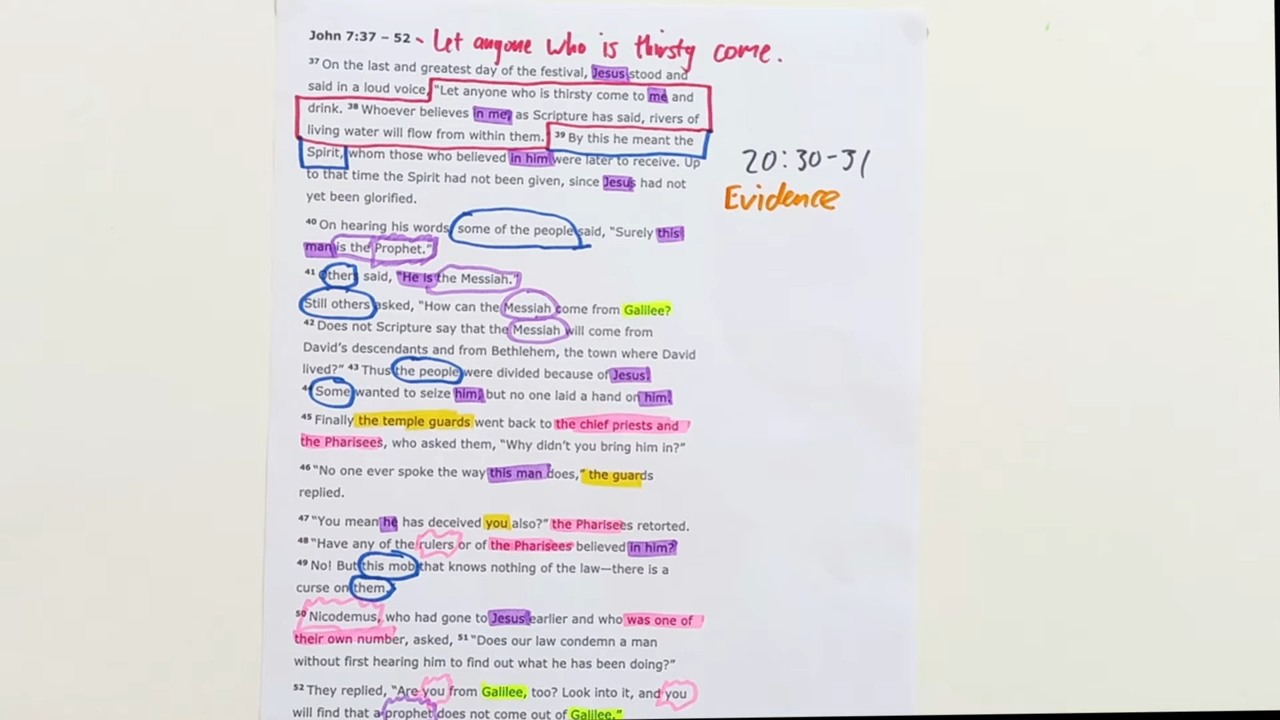 John 7:37 – 52 - Let anyone who is thirsty come.
37 On the last and greatest day of the festival, Jesus stood and
said in a loud voice, "Let anyone who is thirsty come to me and
drink. 38 Whoever believes in me, as Scripture has said, rivers of
living water will flow from within them. 39 By this he meant the
Spirit, whom those who believed in him were later to receive. Up
to that time the Spirit had not been given, since Jesus had not
yet been glorified.
20:30-31
Evidence
40 On hearing his words, some of the people said, "Surely this
man is the Prophet."
41 Others said, "He is the Messiah."
Still others asked, "How can the Messiah come from Galilee?
42 Does not Scripture say that the Messiah will come from
David's descendants and from Bethlehem, the town where David
lived?" 43 Thus the people were divided because of Jesus.
44 Some wanted to seize him, but no one laid a hand on him.
45 Finally the temple guards went back to the chief priests and
the Pharisees, who asked them, "Why didn't you bring him in?"
46 "No one ever spoke the way this man does," the guards
replied.
47 "You mean he has deceived you also?" the Pharisees retorted.
48 "Have any of the rulers or of the Pharisees believed in him?
49 No! But this mob that knows nothing of the law—there is a
curse on them."
50 Nicodemus, who had gone to Jesus earlier and who was one of
their own number, asked, 51 "Does our law condemn a man
without first hearing him to find out what he has been doing?"
52 They replied, "Are you from Galilee, too? Look into it, and you
will find that a prophet does not come out of Galilee."